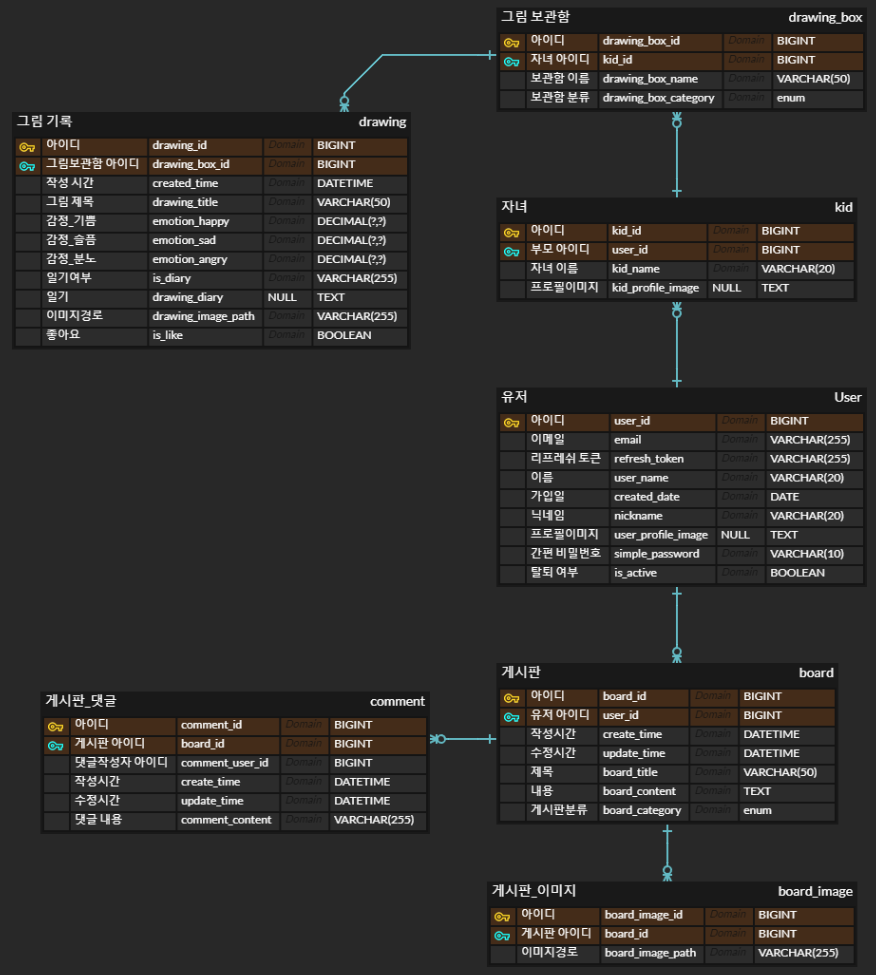 그림 보관함 drawing_box
아이디 drawing_box_id Domain BIGINT
자녀 아이디 kid_id Domain BIGINT
보관함 이름 drawing_box_name Domain VARCHAR(50)
보관함 분류 drawing_box_category Domain enum
그림 기록 drawing
아이디 drawing_id Domain BIGINT
그림보관함 아이디 drawing_box_id Domain BIGINT
작성 시간 created_time Domain DATETIME
그림 제목 drawing_title Domain VARCHAR(50)
감정_기쁨 emotion_happy Domain DECIMAL(?,?)
감정_슬픔 emotion_sad Domain DECIMAL(?,?)
감정_분노 emotion_angry Domain DECIMAL(?,?)
일기여부 is_diary Domain VARCHAR(255)
일기 drawing_diary NULL TEXT
이미지경로 drawing_image_path Domain VARCHAR(255)
좋아요 is_like Domain BOOLEAN
자녀 kid
아이디 kid_id Domain BIGINT
부모 아이디 user_id Domain BIGINT
자녀 이름 kid_name Domain VARCHAR(20)
프로필이미지 kid_profile_image NULL TEXT
유저 User
아이디 user_id Domain BIGINT
이메일 email Domain VARCHAR(255)
리프레쉬 토큰 refresh_token Domain VARCHAR(255)
이름 user_name Domain VARCHAR(20)
가입일 created_date Domain DATE
닉네임 nickname Domain VARCHAR(20)
프로필이미지 user_profile_image NULL TEXT
간편 비밀번호 simple_password Domain VARCHAR(10)
탈퇴 여부 is_active Domain BOOLEAN
게시판 board
아이디 board_id Domain BIGINT
유저 아이디 user_id Domain BIGINT
작성시간 create_time Domain DATETIME
수정시간 update_time Domain DATETIME
제목 board_title Domain VARCHAR(50)
내용 board_content Domain TEXT
게시판분류 board_category Domain enum
게시판_댓글 comment
아이디 comment_id Domain BIGINT
게시판 아이디 board_id Domain BIGINT
댓글작성자 아이디 comment_user_id Domain BIGINT
작성시간 create_time Domain DATETIME
수정시간 update_time Domain DATETIME
댓글 내용 comment_content Domain VARCHAR(255)
게시판_이미지 board_image
아이디 board_image_id Domain BIGINT
게시판 아이디 board_id Domain BIGINT
이미지경로 board_image_path Domain VARCHAR(255)